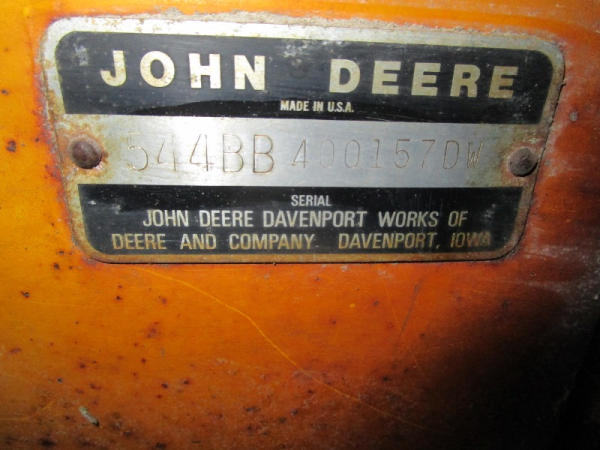 JOHN DEERE
MADE IN U.S.A.
544BB 400157DW
SERIAL
JOHN DEERE DAVENPORT WORKS OF
DEERE AND COMPANY DAVENPORT, IOWA